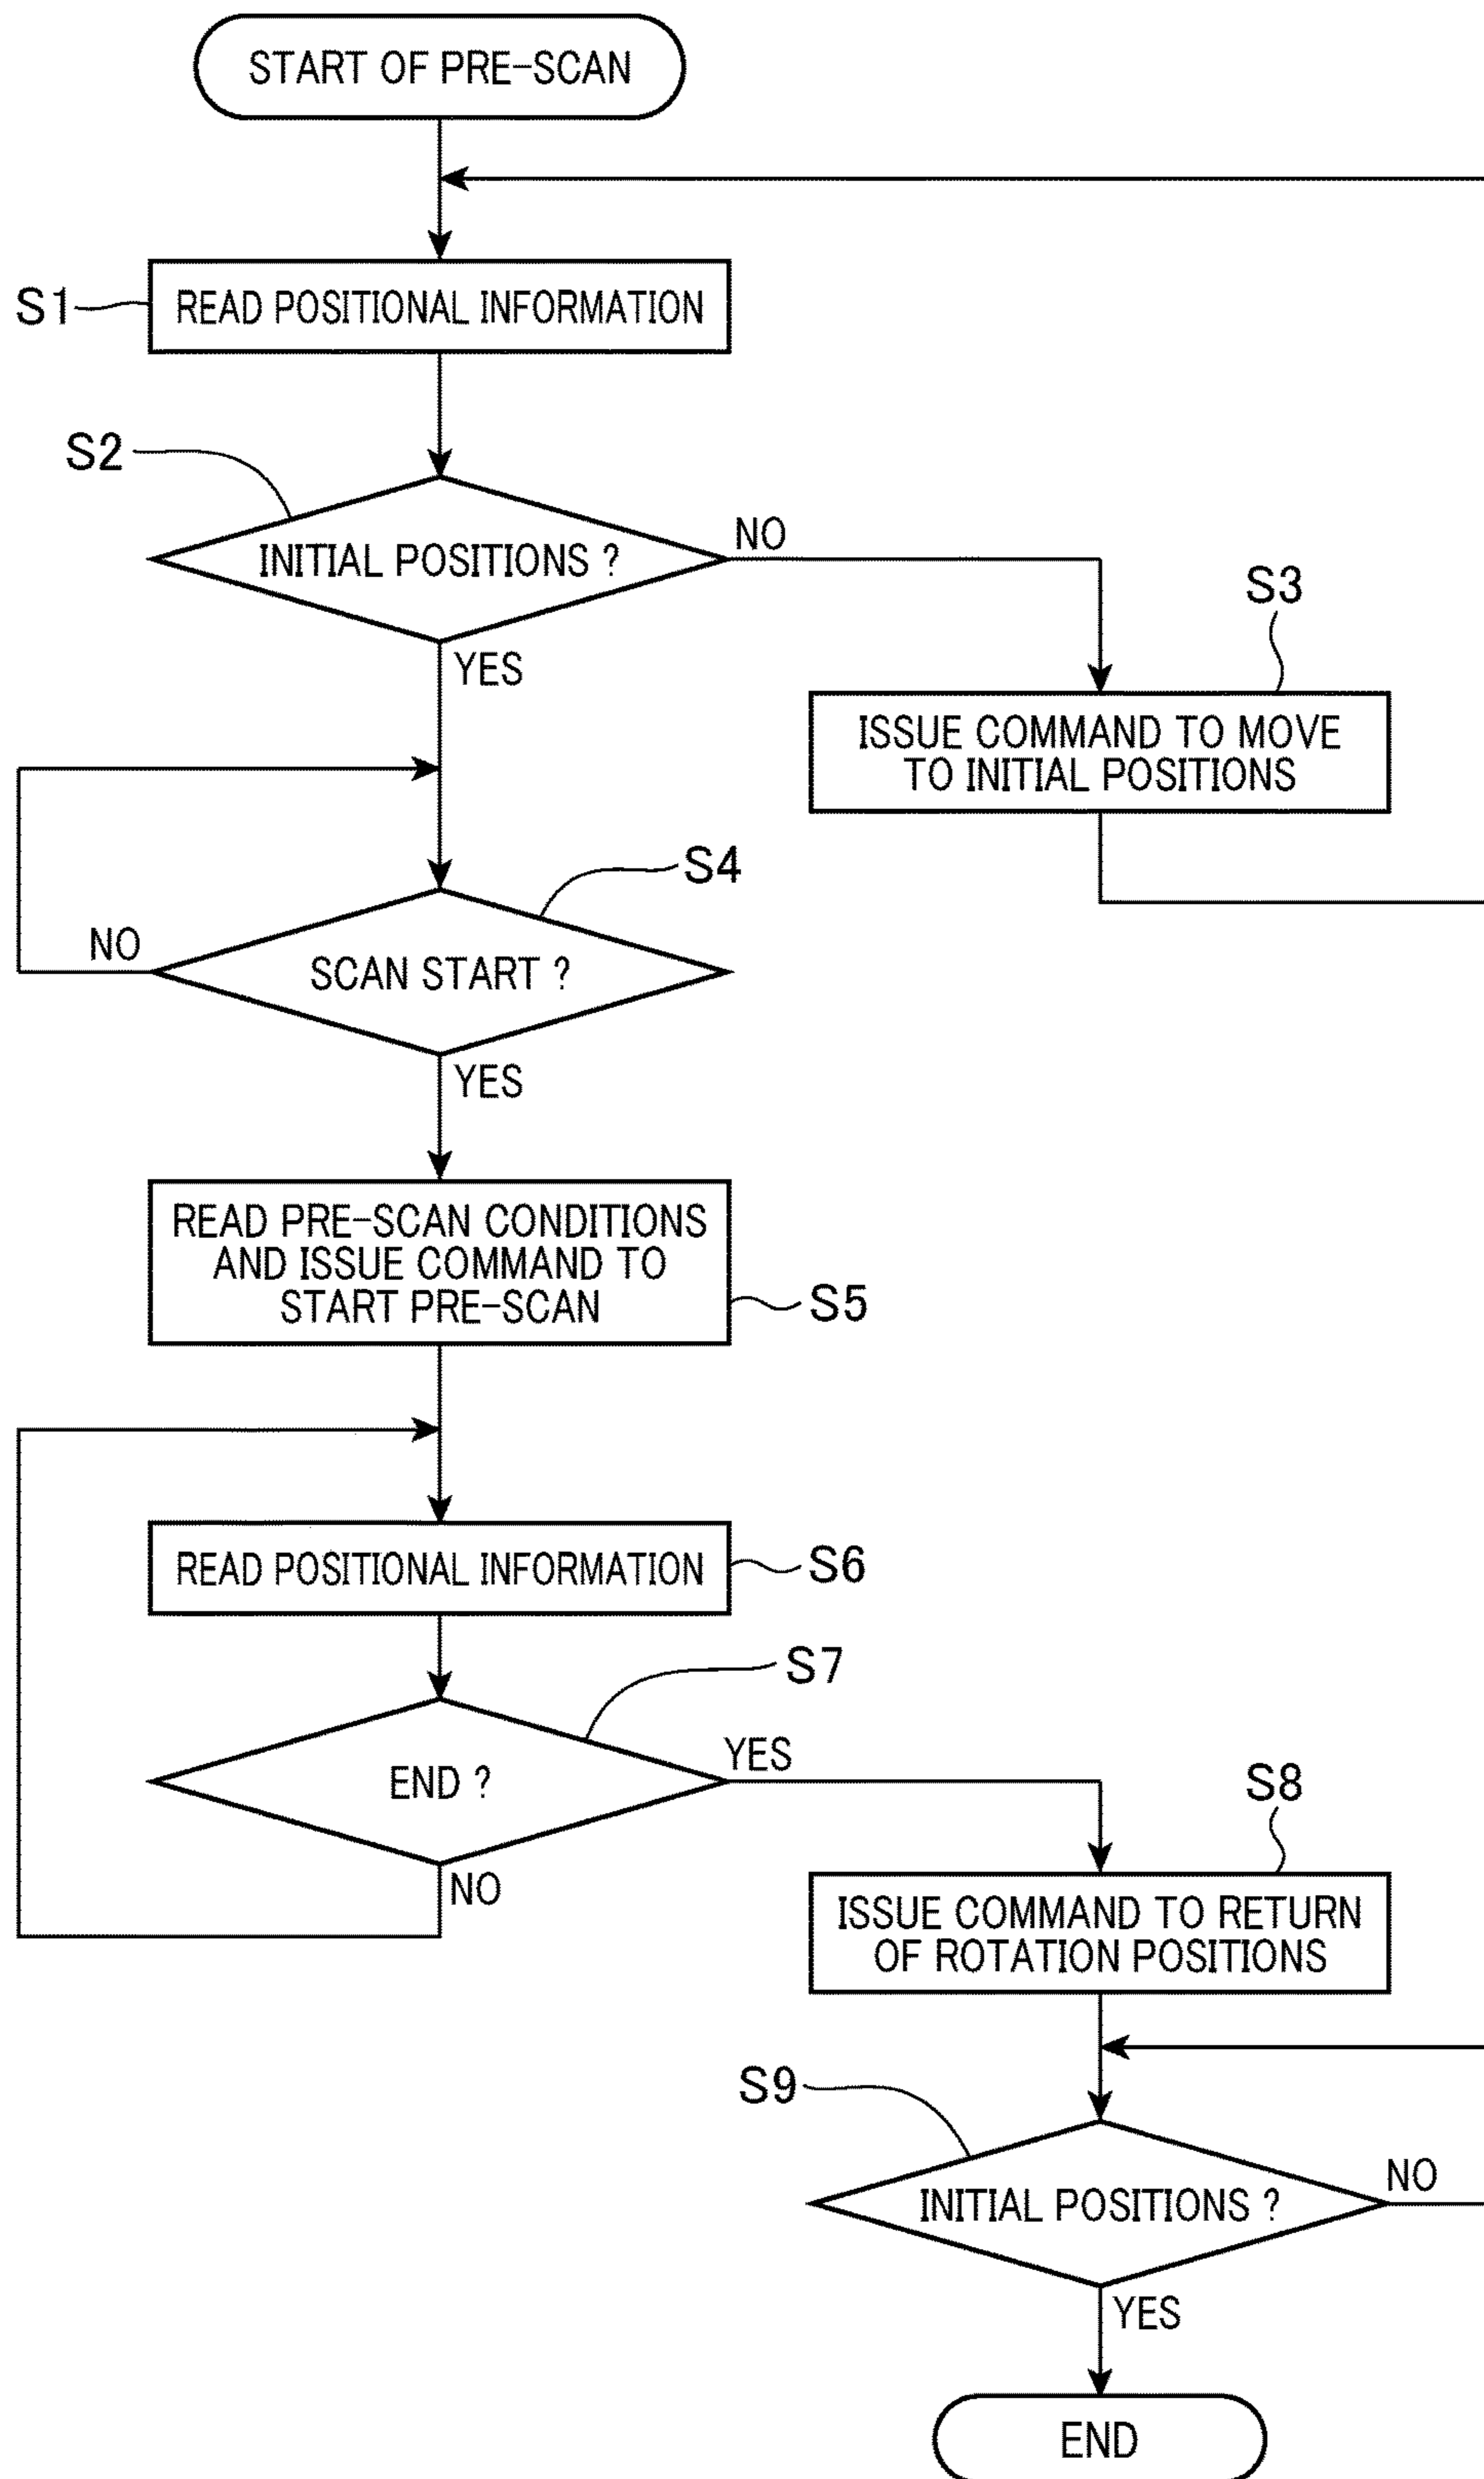 START OF PRE-SCAN
S1
READ POSITIONAL INFORMATION
S2
INITIAL POSITIONS ?
NO
YES
S3
ISSUE COMMAND TO MOVE
TO INITIAL POSITIONS
S4
NO
SCAN START ?
YES
READ PRE-SCAN CONDITIONS
AND ISSUE COMMAND TO
START PRE-SCAN
S5
READ POSITIONAL INFORMATION
S6
S7
END ?
YES
NO
S8
ISSUE COMMAND TO RETURN
OF ROTATION POSITIONS
S9
INITIAL POSITIONS ?
NO
YES
END